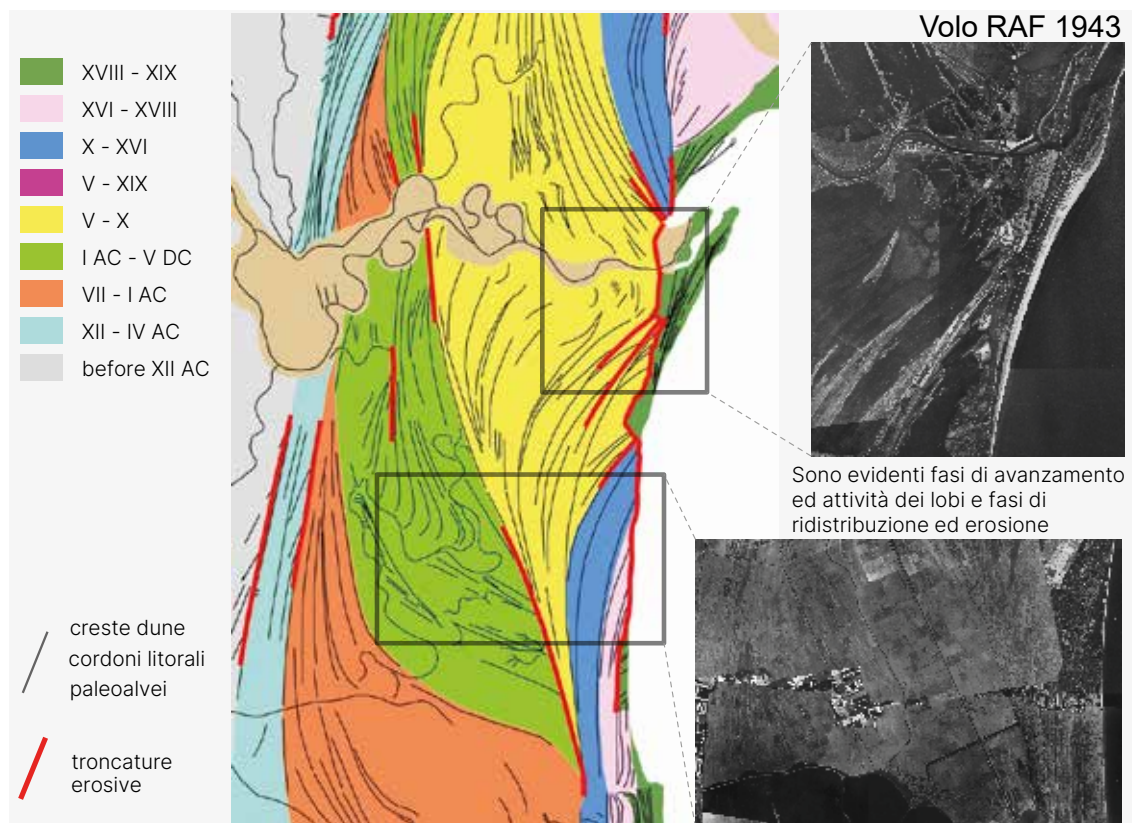 Volo RAF 1943
XVIII - XIX
XVI - XVIII
X - XVI
V - XIX
V - X
I AC - V DC
VII - I AC
XII - IV AC
before XII AC
Sono evidenti fasi di avanzamento
ed attività dei lobi e fasi di
ridistribuzione ed erosione
creste dune
cordoni litorali
paleoalvei
troncature
erosive